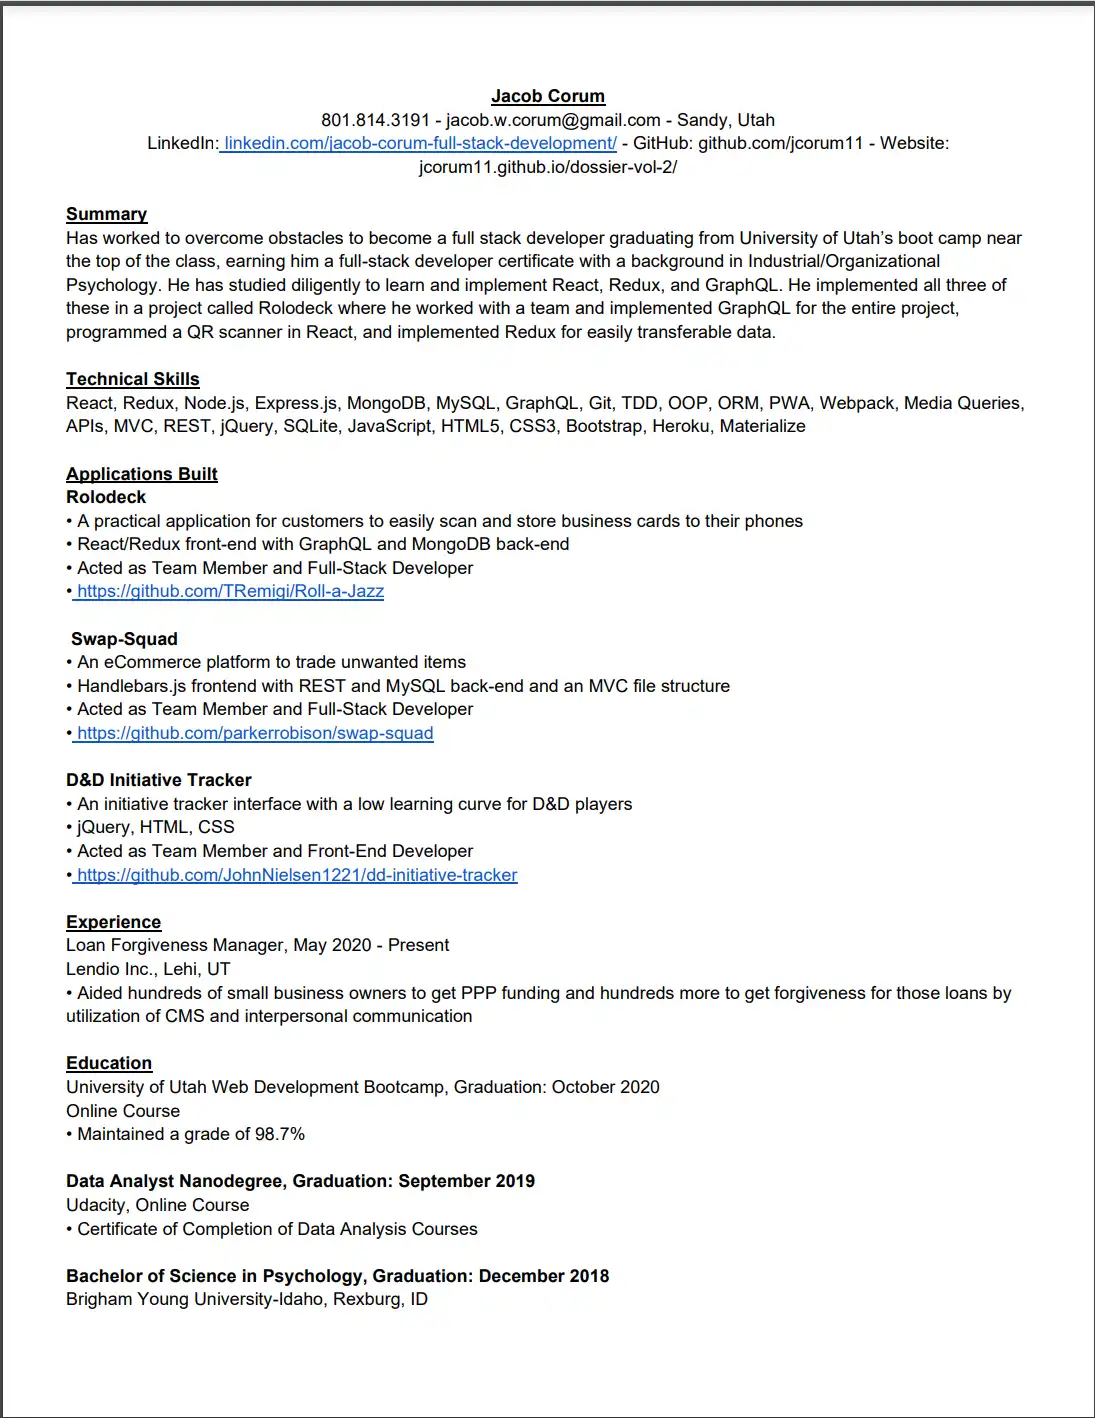 Jacob Corum
801.814.3191 - jacob.w.corum@gmail.com - Sandy, Utah
LinkedIn: linkedin.com/jacob-corum-full-stack-development/ - GitHub: github.com/jcorum11 - Website:
jcorum11.github.io/dossier-vol-2/
Summary
Has worked to overcome obstacles to become a full stack developer graduating from University of Utah’s boot camp near
the top of the class, earning him a full-stack developer certificate with a background in Industrial/Organizational
Psychology. He has studied diligently to learn and implement React, Redux, and GraphQL. He implemented all three of
these in a project called Rolodeck where he worked with a team and implemented GraphQL for the entire project,
programmed a QR scanner in React, and implemented Redux for easily transferable data.
Technical Skills
React, Redux, Node.js, Express.js, MongoDB, MySQL, GraphQL, Git, TDD, OOP, ORM, PWA, Webpack, Media Queries,
APIs, MVC, REST, jQuery, SQLite, JavaScript, HTML5, CSS3, Bootstrap, Heroku, Materialize
Applications Built
Rolodeck
• A practical application for customers to easily scan and store business cards to their phones
• React/Redux front-end with GraphQL and MongoDB back-end
• Acted as Team Member and Full-Stack Developer
• https://github.com/TRemigi/Roll-a-Jazz
Swap-Squad
• An eCommerce platform to trade unwanted items
• Handlebars.js frontend with REST and MySQL back-end and an MVC file structure
• Acted as Team Member and Full-Stack Developer
• https://github.com/parkerrobison/swap-squad
D&D Initiative Tracker
• An initiative tracker interface with a low learning curve for D&D players
• jQuery, HTML, CSS
• Acted as Team Member and Front-End Developer
• https://github.com/JohnNielsen1221/dd-initiative-tracker
Experience
Loan Forgiveness Manager, May 2020 - Present
Lendio Inc., Lehi, UT
• Aided hundreds of small business owners to get PPP funding and hundreds more to get forgiveness for those loans by
utilization of CMS and interpersonal communication
Education
University of Utah Web Development Bootcamp, Graduation: October 2020
Online Course
• Maintained a grade of 98.7%
Data Analyst Nanodegree, Graduation: September 2019
Udacity, Online Course
• Certificate of Completion of Data Analysis Courses
Bachelor of Science in Psychology, Graduation: December 2018
Brigham Young University-Idaho, Rexburg, ID